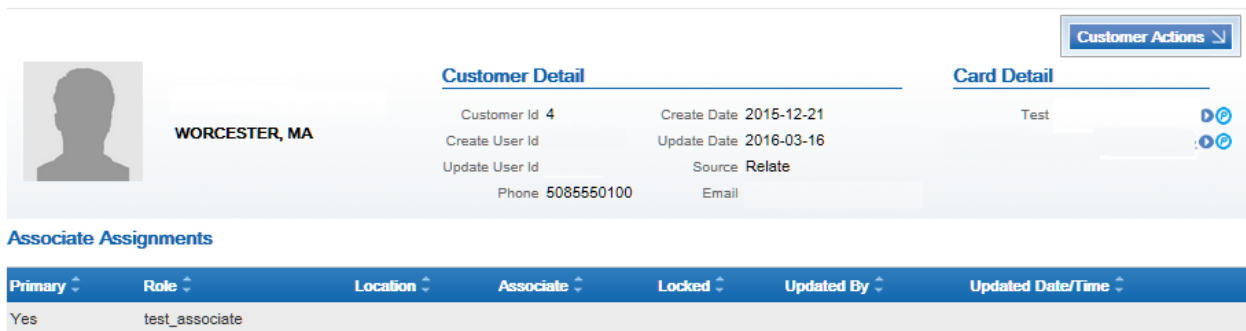 Customer Actions
Customer Detail
Card Detail
Customer Id 4 Create Date 2015-12-21 Test
WORCESTER, MA
Create User Id Update Date 2016-03-16
Update User Id Source Relate
Phone 5085550100 Email
Associate Assignments
Primary Role Location Associate Locked Updated By Updated Date/Time
Yes test_associate